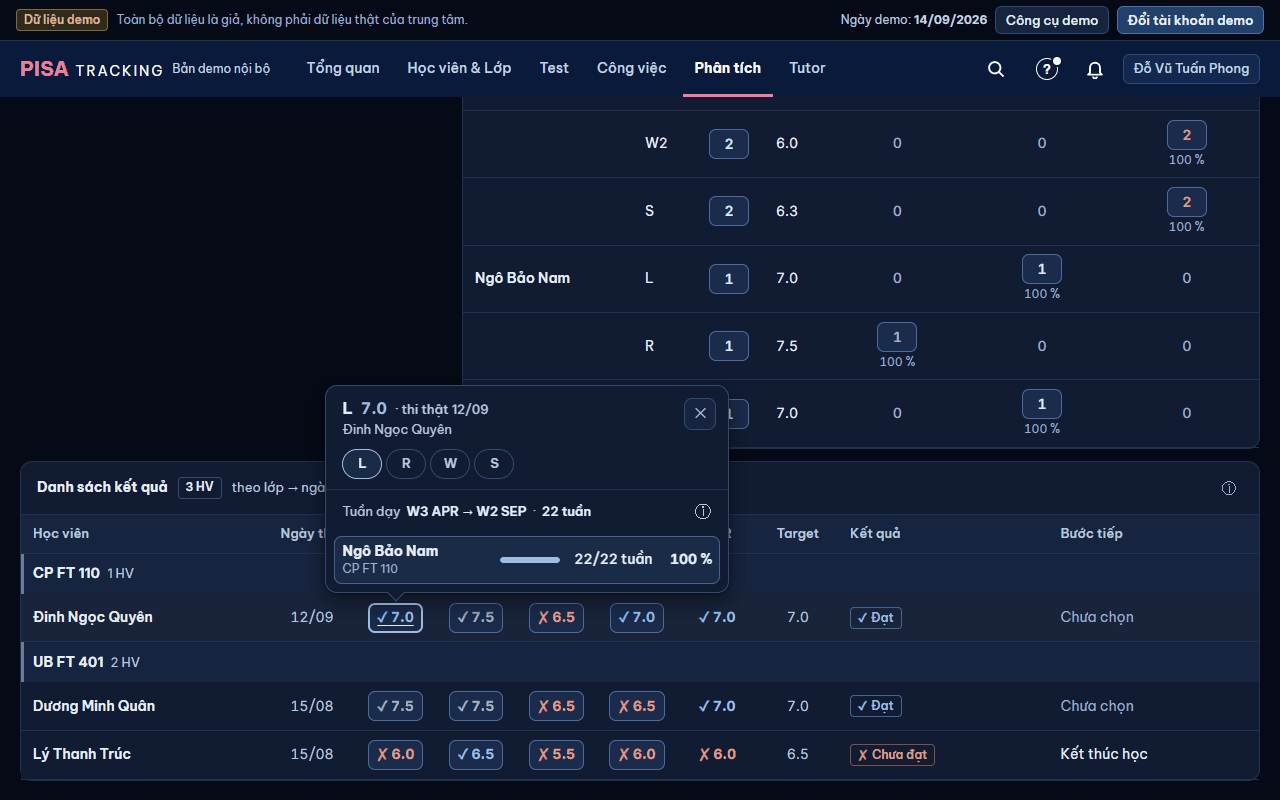 Dữ liệu demo Toàn bộ dữ liệu là giả, không phải dữ liệu thật của trung tâm. Ngày demo: 14/09/2026 Công cụ demo Đổi tài khoản demo
PISA TRACKING Bản demo nội bộ Tổng quan Học viên & Lớp Test Công việc Phân tích Tutor ? Đỗ Vũ Tuấn Phong
W2 2 6.0 0 0 2
100 %
S 2 6.3 0 0 2
100 %
Ngô Bảo Nam L 1 7.0 0 1 0
100 %
R 1 7.5 1 0 0
100 %
1 7.0 0 1 0
100 %
L 7.0 · thi thật 12/09
Đinh Ngọc Quyên
L R W S
Tuần dạy W3 APR → W2 SEP · 22 tuần
Ngô Bảo Nam 22/22 tuần 100 %
CP FT 110
Danh sách kết quả 3 HV theo lớp → ngà
Học viên Ngày th Target Kết quả Bước tiếp
CP FT 110 1 HV
Đinh Ngọc Quyên 12/09 ✓ 7.0 ✓ 7.5 ✗ 6.5 ✓ 7.0 ✓ 7.0 7.0 ✓ Đạt Chưa chọn
UB FT 401 2 HV
Dương Minh Quân 15/08 ✓ 7.5 ✓ 7.5 ✗ 6.5 ✗ 6.5 ✓ 7.0 7.0 ✓ Đạt Chưa chọn
Lý Thanh Trúc 15/08 ✗ 6.0 ✓ 6.5 ✗ 5.5 ✗ 6.0 ✗ 6.0 6.5 ✗ Chưa đạt Kết thúc học